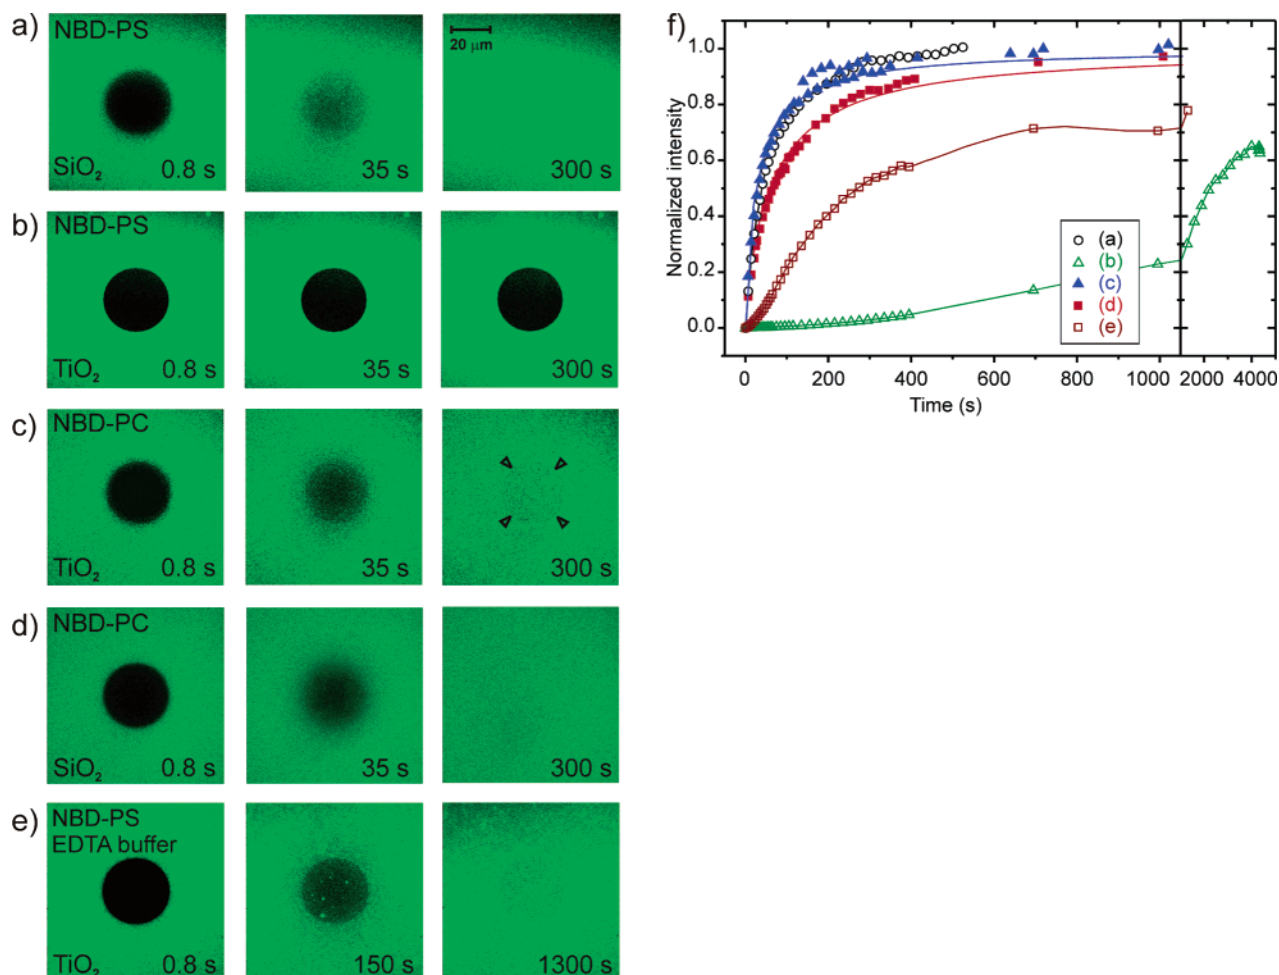 a)
NBD-PS
SiO₂
0.8 s
35 s
20 μm
300 s
b)
NBD-PS
TiO₂
0.8 s
35 s
300 s
c)
NBD-PC
TiO₂
0.8 s
35 s
300 s
d)
NBD-PC
SiO₂
0.8 s
35 s
300 s
e)
NBD-PS
EDTA buffer
TiO₂
0.8 s
150 s
1300 s
f)
Normalized intensity
1.0
0.8
0.6
0.4
0.2
0.0
(a)
(b)
(c)
(d)
(e)
0 200 400 600 800 1000 2000 4000
Time (s)